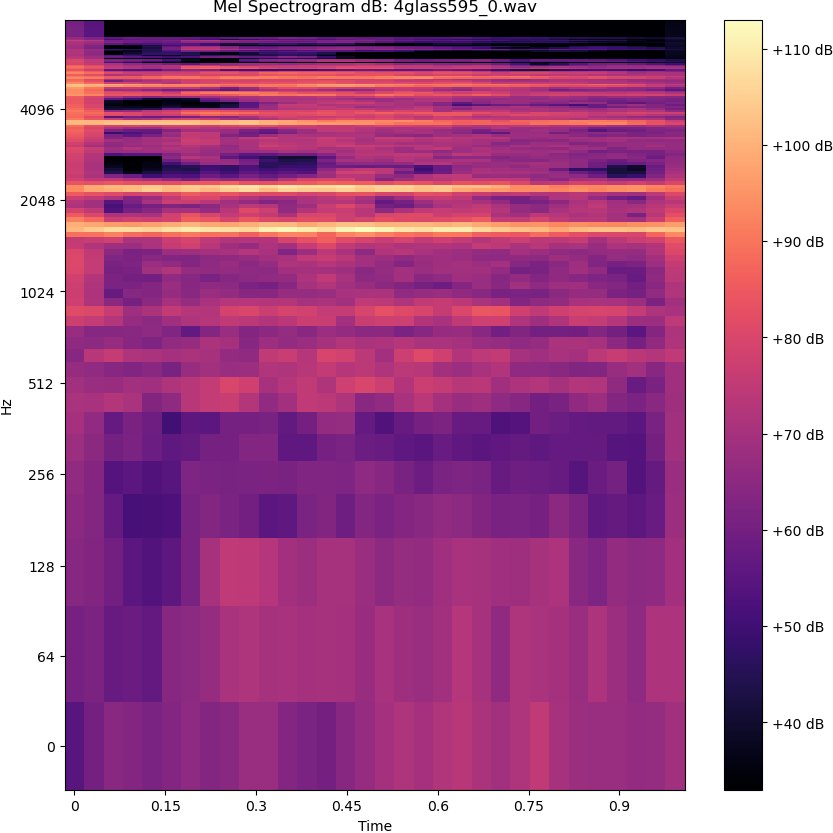 Mel Spectrogram dB: 4glass595_0.wav
+110 dB
4096
+100 dB
2048
+90 dB
1024
+80 dB
512
Hz
+70 dB
256
+60 dB
128
+50 dB
64
+40 dB
0
0 0.15 0.3 0.45 0.6 0.75 0.9
Time